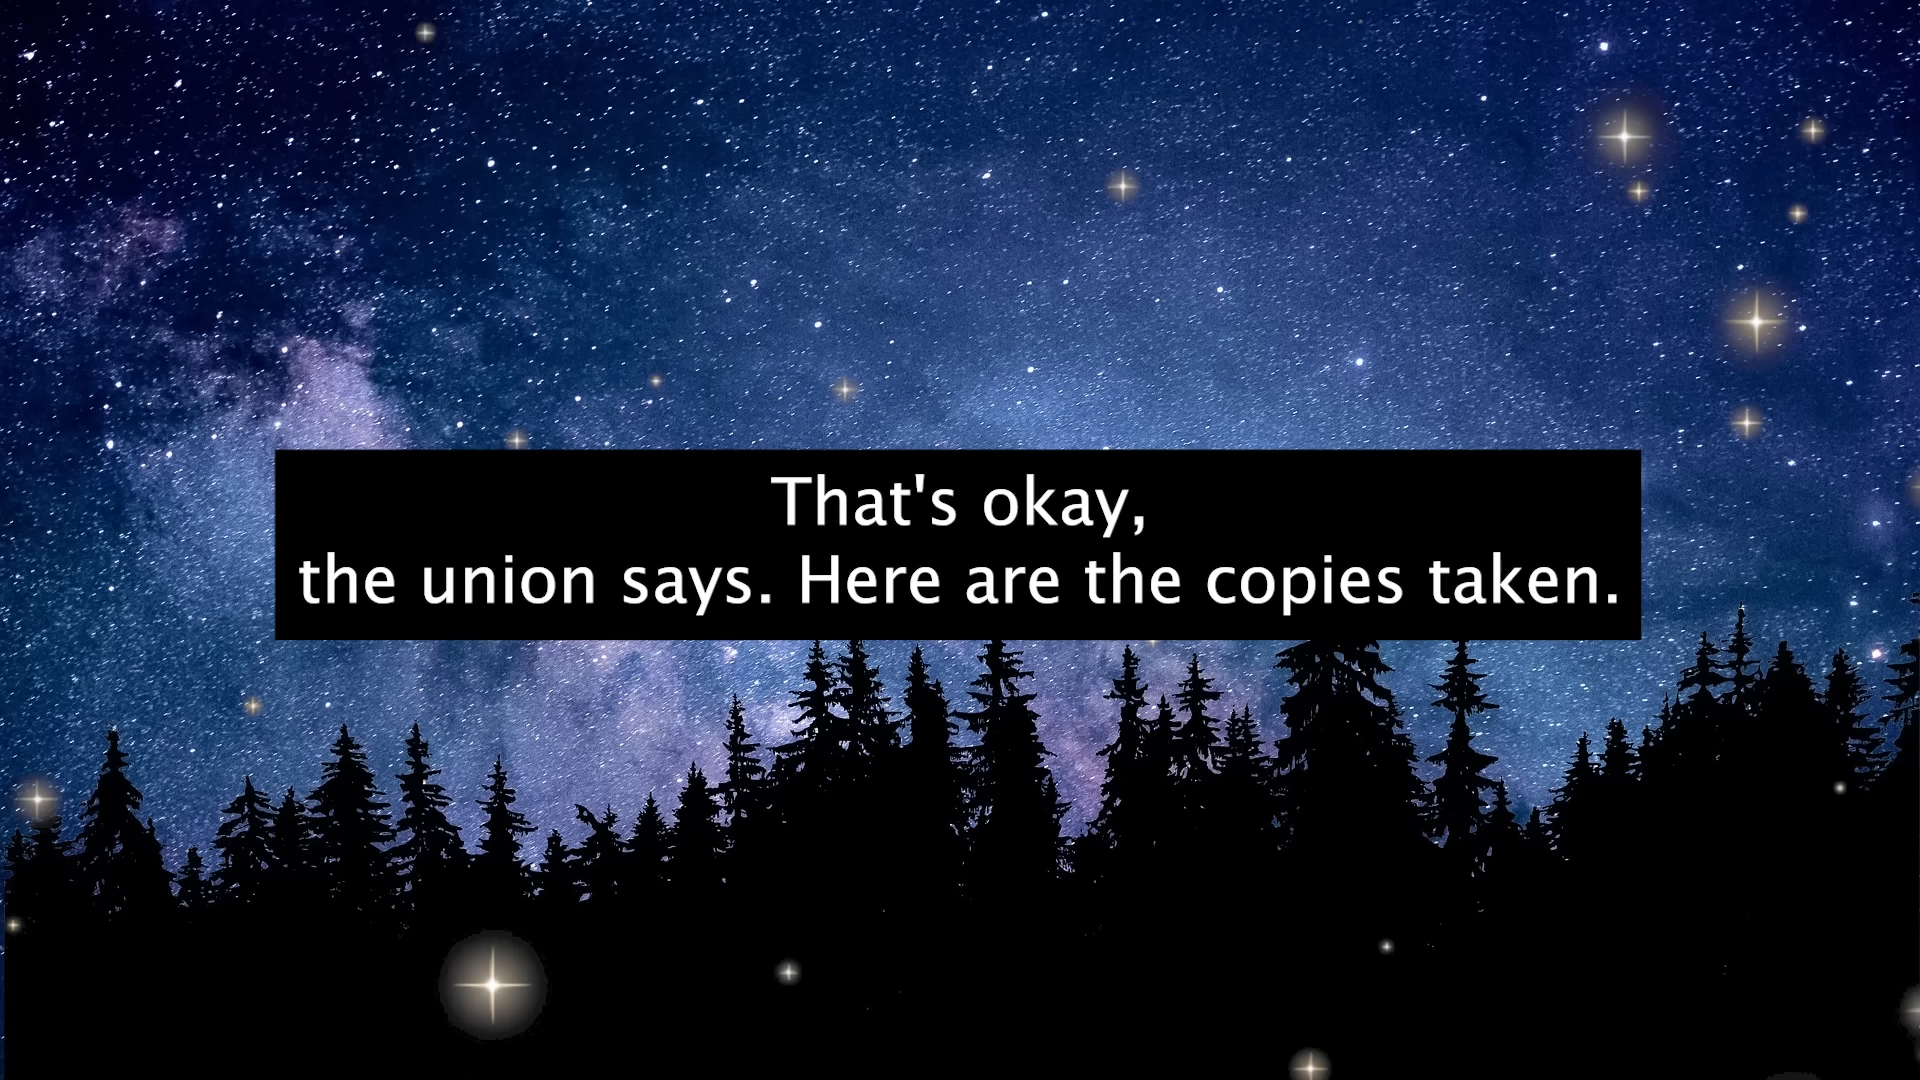 That's okay,
the union says. Here are the copies taken.